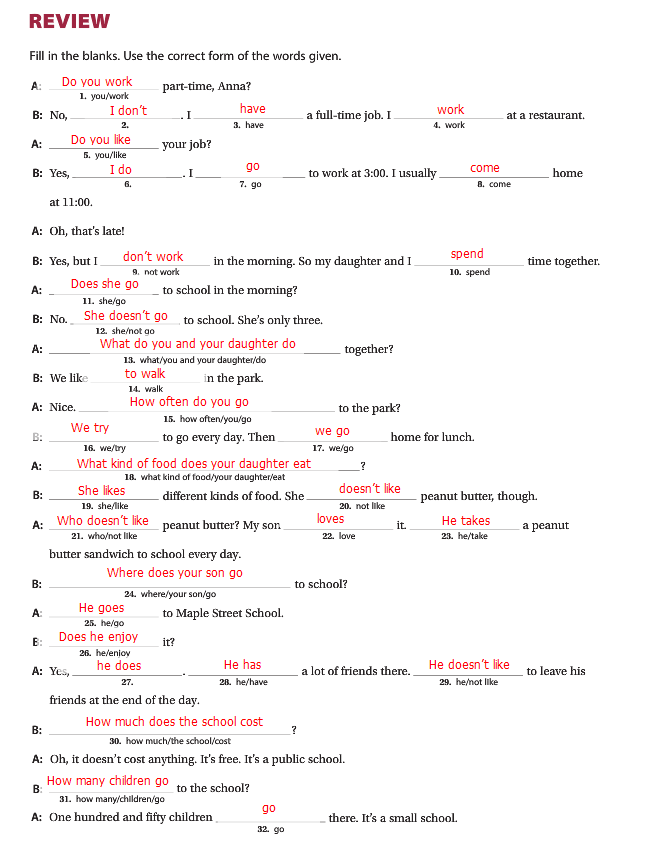 REVIEW
Fill in the blanks. Use the correct form of the words given.
A: Do you work part-time, Anna?
1. you/work
B: No, I don't . I have a full-time job. I work at a restaurant.
2. 3. have 4. work
A: Do you like your job?
5. you/like
B: Yes, I do . I go to work at 3:00. I usually come home
6. 7. go 8. come
at 11:00.
A: Oh, that's late!
B: Yes, but I don't work in the morning. So my daughter and I spend time together.
9. not work 10. spend
A: Does she go to school in the morning?
11. she/go
B: No. She doesn't go to school. She's only three.
12. she/not go
A: What do you and your daughter do together?
13. what/you and your daughter/do
B: We like to walk in the park.
14. walk
A: Nice. How often do you go to the park?
15. how often/you/go
B: We try to go every day. Then we go home for lunch.
16. we/try 17. we/go
A: What kind of food does your daughter eat ?
18. what kind of food/your daughter/eat
B: She likes different kinds of food. She doesn't like peanut butter, though.
19. she/like 20. not like
A: Who doesn't like peanut butter? My son loves it. He takes a peanut
21. who/not like 22. love 23. he/take
butter sandwich to school every day.
B: Where does your son go to school?
24. where/your son/go
A: He goes to Maple Street School.
25. he/go
B: Does he enjoy it?
26. he/enjoy
A: Yes, he does . He has a lot of friends there. He doesn't like to leave his
27. 28. he/have 29. he/not like
friends at the end of the day.
B: How much does the school cost ?
30. how much/the school/cost
A: Oh, it doesn't cost anything. It's free. It's a public school.
B: How many children go to the school?
31. how many/children/go
A: One hundred and fifty children go there. It's a small school.
32. go